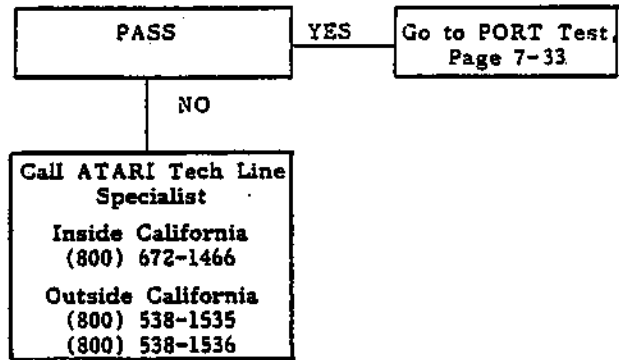 PASS
YES
Go to PORT Test,
Page 7-33
NO
Call ATARI Tech Line
Specialist
Inside California
(800) 672-1466
Outside California
(800) 538-1535
(800) 538-1536